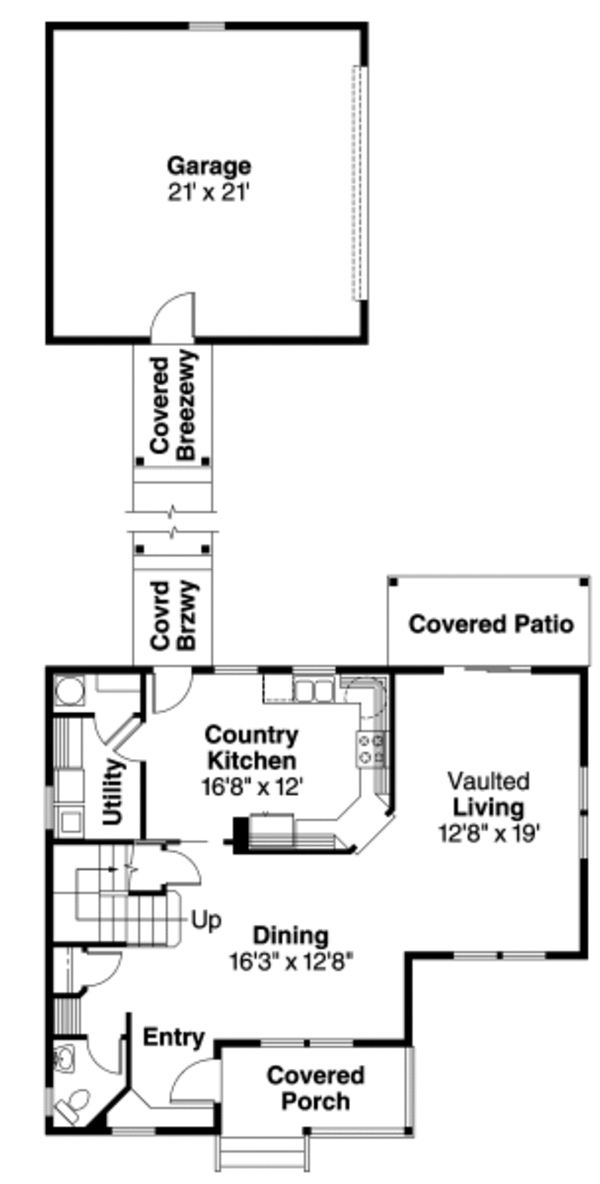 Garage
21' x 21'
Covered
Breezewy
Covrd
Brzwy
Covered Patio
Country
Kitchen
16'8" x 12'
Utility
Vaulted
Living
12'8" x 19'
Up
Dining
16'3" x 12'8"
Entry
Covered
Porch